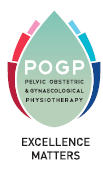 POGP
PELVIC OBSTETRIC
& GYNAECOLOGICAL
PHYSIOTHERAPY
EXCELLENCE
MATTERS